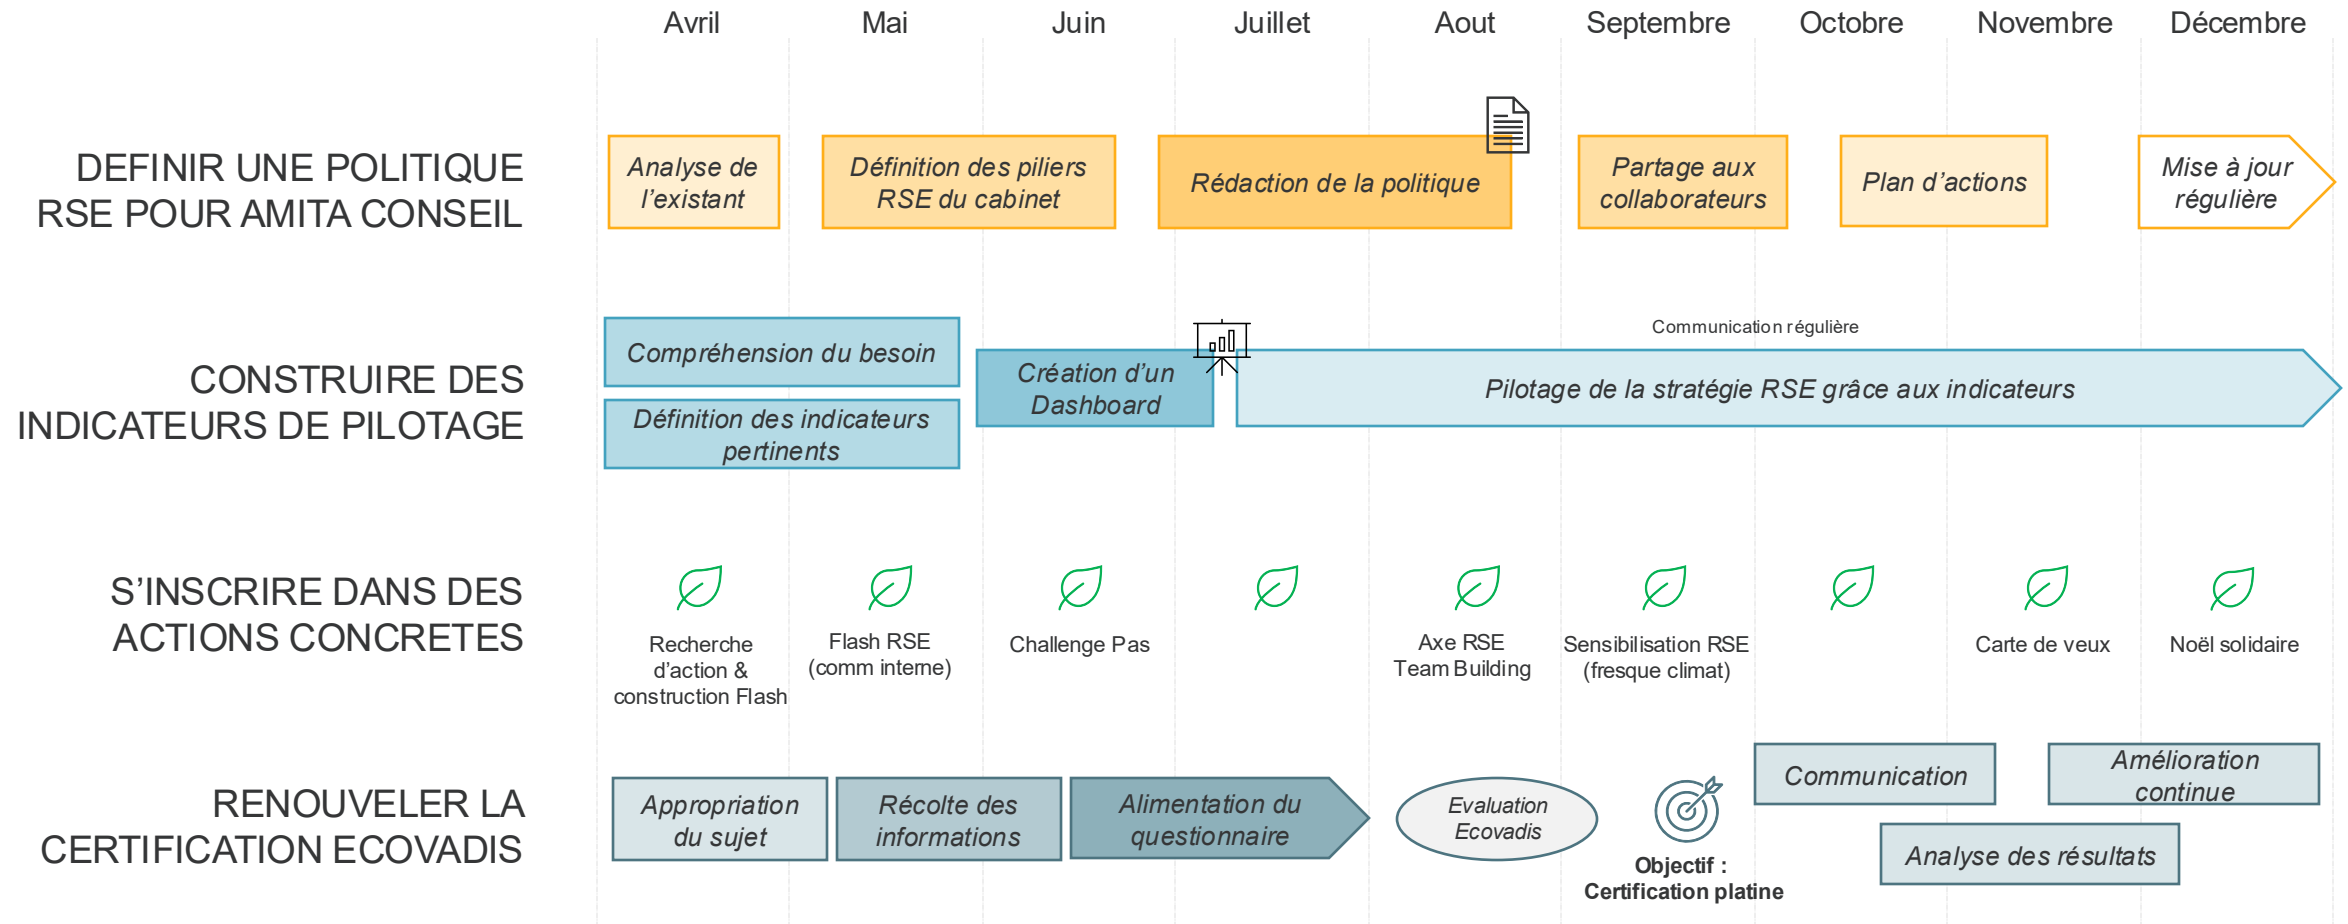 Avril
Mai
Juin
Juillet
Aout
Septembre
Octobre
Novembre
Décembre
DEFINIR UNE POLITIQUE
RSE POUR AMITA CONSEIL
Analyse de
l’existant
Définition des piliers
RSE du cabinet
Rédaction de la politique
Partage aux
collaborateurs
Plan d’actions
Mise à jour
régulière
CONSTRUIRE DES
INDICATEURS DE PILOTAGE
Compréhension du besoin
Définition des indicateurs
pertinents
Création d’un
Dashboard
Communication régulière
Pilotage de la stratégie RSE grâce aux indicateurs
S’INSCRIRE DANS DES
ACTIONS CONCRETES
Recherche
d’action &
construction Flash
Flash RSE
(comm interne)
Challenge Pas
Axe RSE
Team Building
Sensibilisation RSE
(fresque climat)
Carte de veux
Noël solidaire
RENOUVELER LA
CERTIFICATION ECOVADIS
Appropriation
du sujet
Récolte des
informations
Alimentation du
questionnaire
Evaluation
Ecovadis
Objectif :
Certification platine
Communication
Analyse des résultats
Amélioration
continue